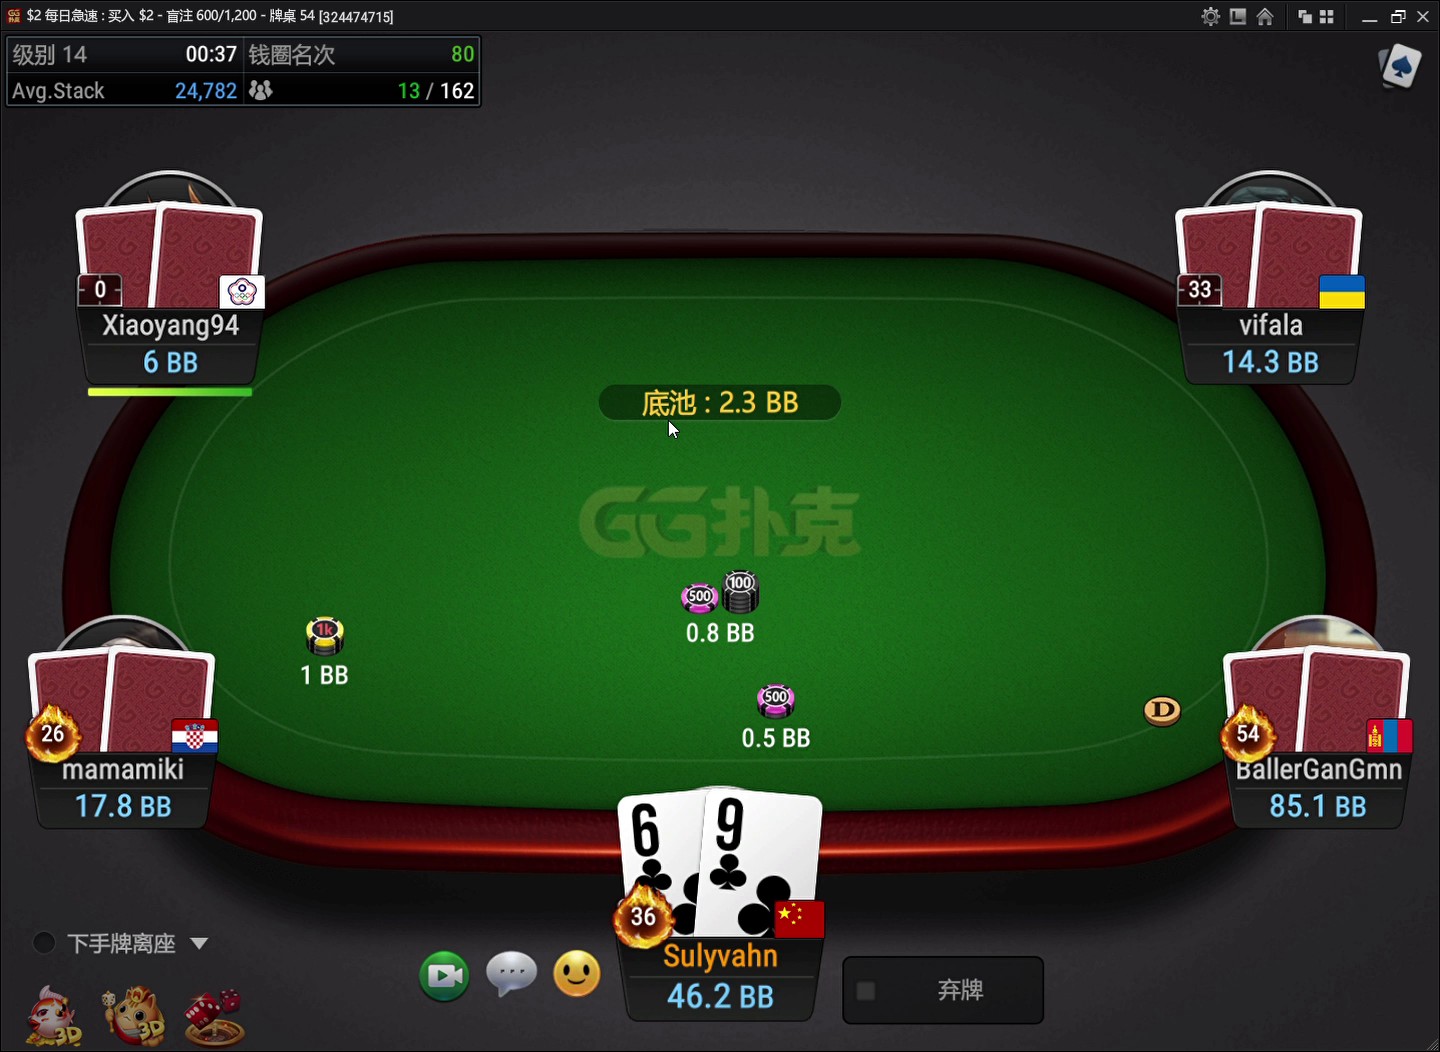 $2 每日急速 : 买入 $2 - 盲注 600/1,200 - 牌桌 54 [324474715]
级别 14 00:37 钱圈名次 80
Avg.Stack 24,782 13 / 162
0
Xiaoyang94
6 BB
33
vifala
14.3 BB
底池 : 2.3 BB
GG扑克
500 100
0.8 BB
1k
1 BB
500
0.5 BB
D
26
mamamiki
17.8 BB
54
BallerGanGmn
85.1 BB
6 9
36
Sulyvahn
46.2 BB
下手牌离座
弃牌
3D 3D